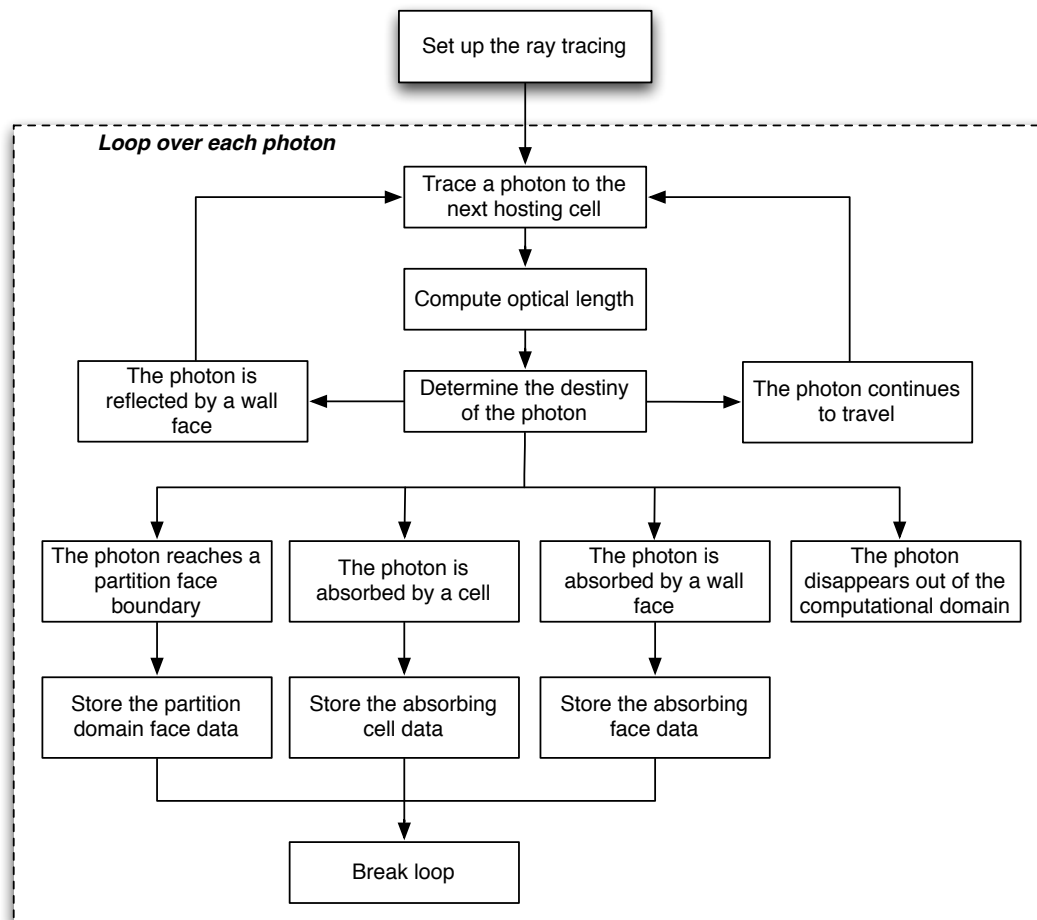 Set up the ray tracing
Loop over each photon
Trace a photon to the
next hosting cell
Compute optical length
The photon is
reflected by a wall
face
Determine the destiny
of the photon
The photon continues
to travel
The photon reaches a
partition face
boundary
The photon is
absorbed by a cell
The photon is
absorbed by a wall
face
The photon
disappears out of the
computational domain
Store the partition
domain face data
Store the absorbing
cell data
Store the absorbing
face data
Break loop